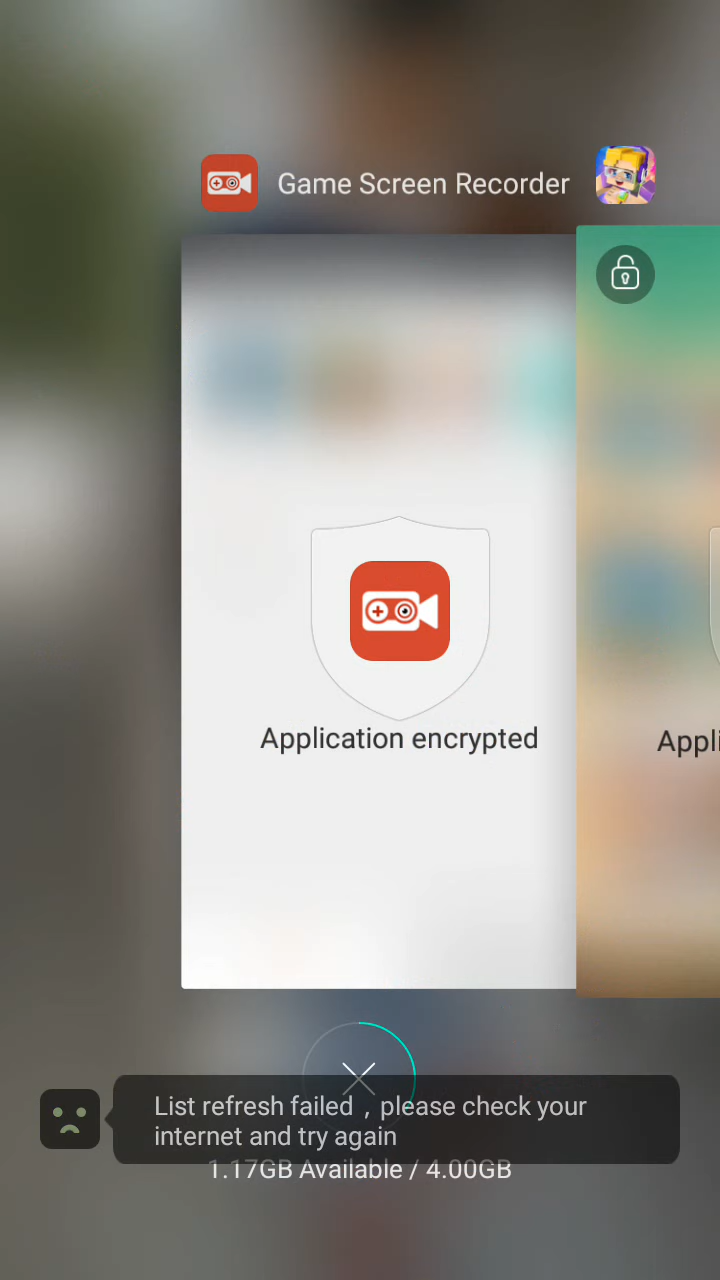 Game Screen Recorder
Application encrypted
Appli
List refresh failed，please check your
internet and try again
1.17GB Available / 4.00GB